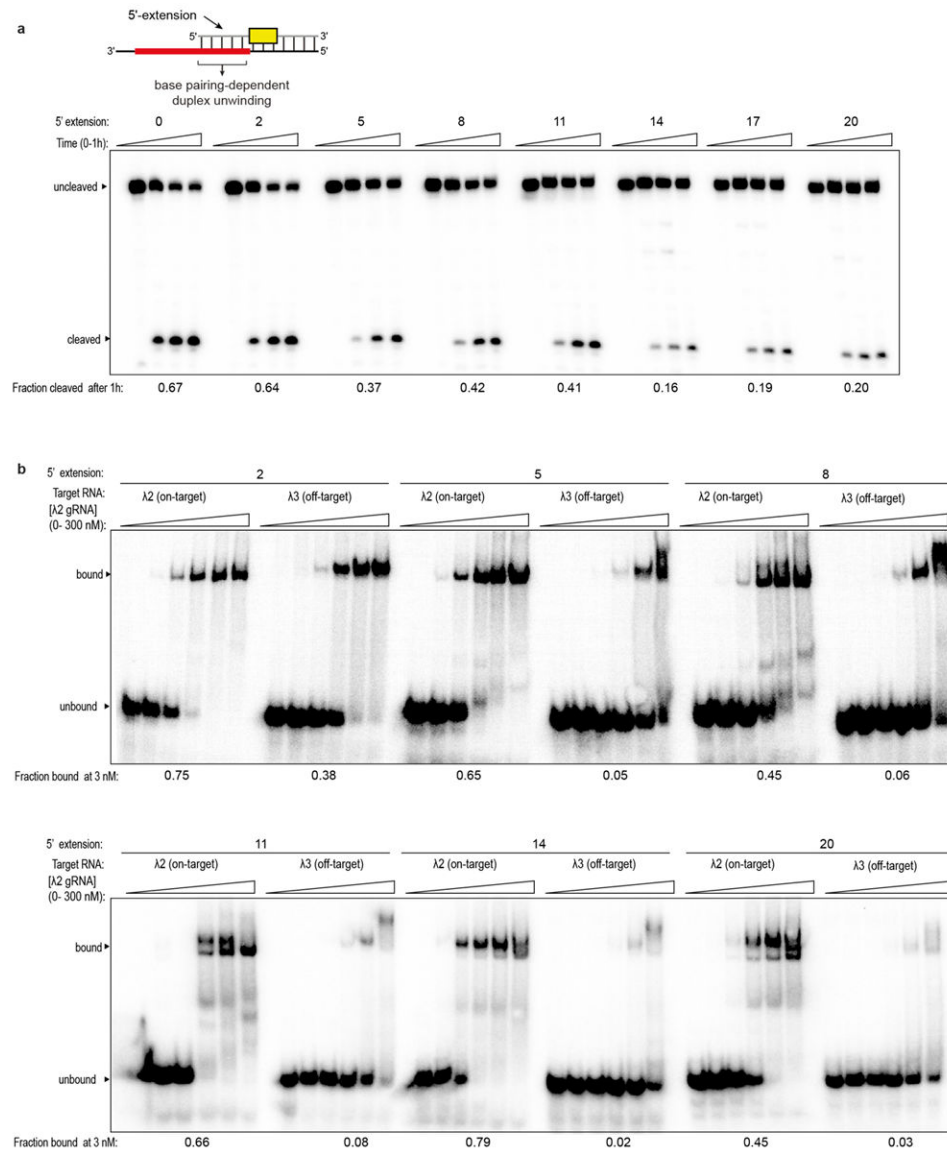 a
5'-extension
5' 3'
3' 5'
base pairing-dependent
duplex unwinding
5' extension: 0 2 5 8 11 14 17 20
Time (0-1h):
uncleaved
cleaved
Fraction cleaved after 1h: 0.67 0.64 0.37 0.42 0.41 0.16 0.19 0.20
b
5' extension: 2 5 8
Target RNA: λ2 (on-target) λ3 (off-target) λ2 (on-target) λ3 (off-target) λ2 (on-target) λ3 (off-target)
[λ2 gRNA]
(0- 300 nM):
bound
unbound
Fraction bound at 3 nM: 0.75 0.38 0.65 0.05 0.45 0.06
5' extension: 11 14 20
Target RNA: λ2 (on-target) λ3 (off-target) λ2 (on-target) λ3 (off-target) λ2 (on-target) λ3 (off-target)
[λ2 gRNA]
(0- 300 nM):
bound
unbound
Fraction bound at 3 nM: 0.66 0.08 0.79 0.02 0.45 0.03